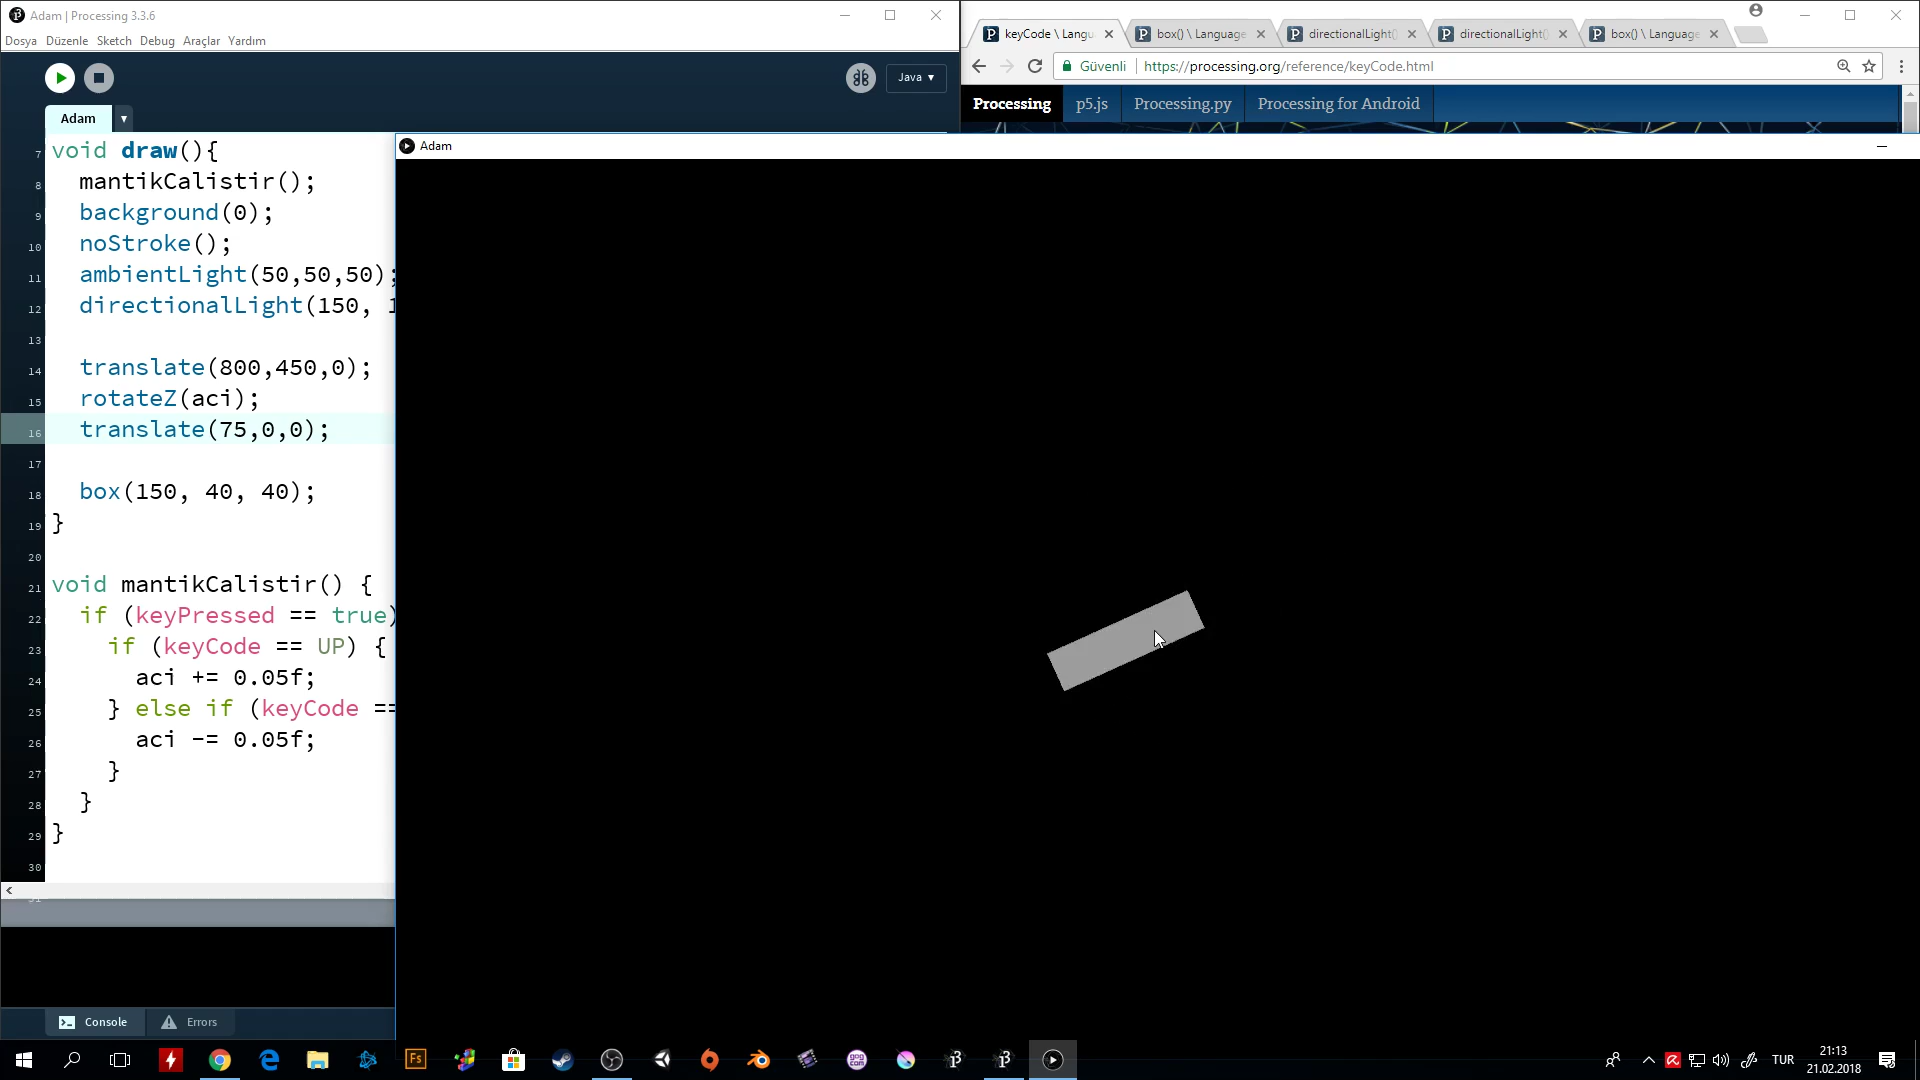 Adam | Processing 3.3.6
Dosya Düzenle Sketch Debug Araçlar Yardım
Java ▾
Adam
7 void draw(){
8 mantikCalistir();
9 background(0);
10 noStroke();
11 ambientLight(50,50,50);
12 directionalLight(150, 1
13
14 translate(800,450,0);
15 rotateZ(aci);
16 translate(75,0,0);
17
18 box(150, 40, 40);
19 }
20
21 void mantikCalistir() {
22 if (keyPressed == true)
23 if (keyCode == UP) {
24 aci += 0.05f;
25 } else if (keyCode ==
26 aci -= 0.05f;
27 }
28 }
29 }
30
31
Console Errors
keyCode \ Langu box() \ Language directionalLight() directionalLight() box() \ Language
Güvenli https://processing.org/reference/keyCode.html
Processing p5.js Processing.py Processing for Android
Adam
Fs
GOG COM
TUR
21:13
21.02.2018